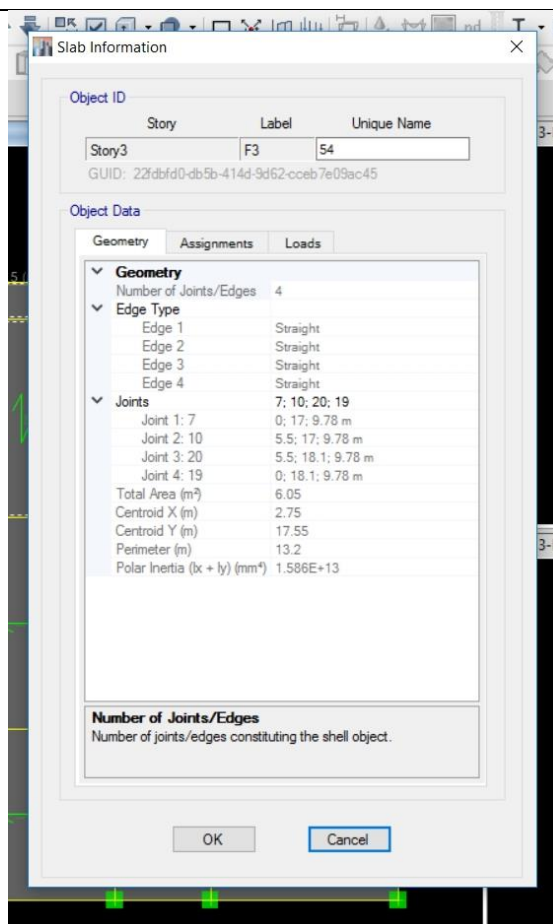 nd
Slab Information
Object ID
Story Label Unique Name
Story3 F3 54
GUID: 22fdbfd0-db5b-414d-9d62-cceb7e09ac45
Object Data
Geometry Assignments Loads
Geometry
Number of Joints/Edges 4
Edge Type
Edge 1 Straight
Edge 2 Straight
Edge 3 Straight
Edge 4 Straight
Joints 7; 10; 20; 19
Joint 1: 7 0; 17; 9.78 m
Joint 2: 10 5.5; 17; 9.78 m
Joint 3: 20 5.5; 18.1; 9.78 m
Joint 4: 19 0; 18.1; 9.78 m
Total Area (m²) 6.05
Centroid X (m) 2.75
Centroid Y (m) 17.55
Perimeter (m) 13.2
Polar Inertia (Ix + Iy) (mm⁴) 1.586E+13
Number of Joints/Edges
Number of joints/edges constituting the shell object.
OK Cancel